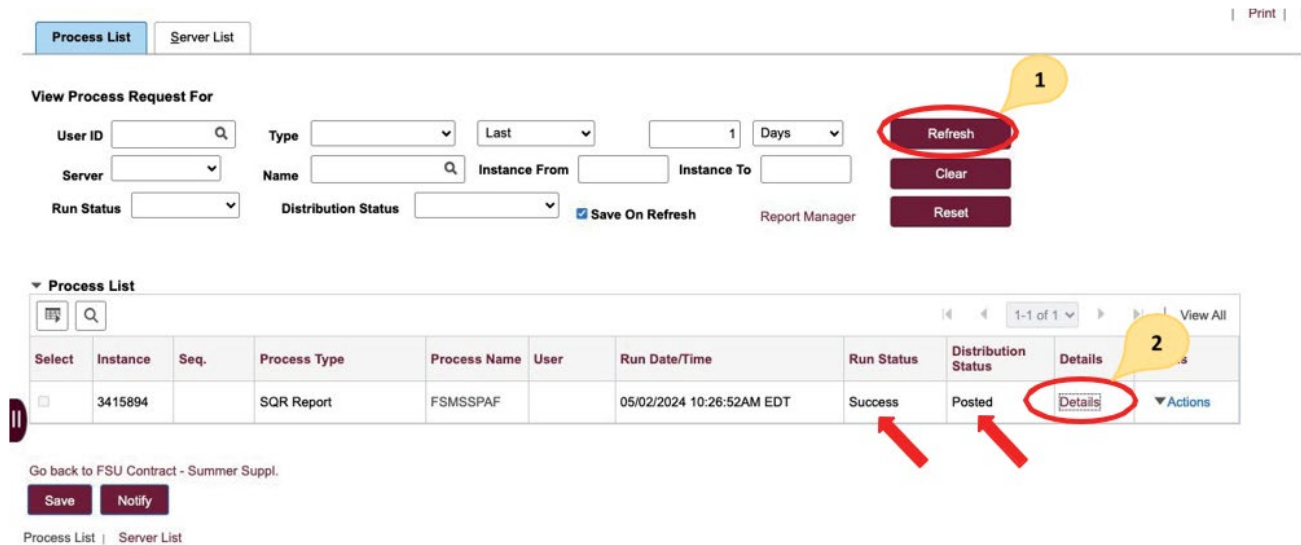 | Print |
Process List Server List
View Process Request For
User ID Type Last 1 Days Refresh
1
Server Name Instance From Instance To Clear
Run Status Distribution Status Save On Refresh Report Manager Reset
Process List
1-1 of 1 | View All
2
Select Instance Seq. Process Type Process Name User Run Date/Time Run Status Distribution Status Details
3415894 SQR Report FSMSSPAF 05/02/2024 10:26:52AM EDT Success Posted Details Actions
Go back to FSU Contract - Summer Suppl.
Save Notify
Process List | Server List